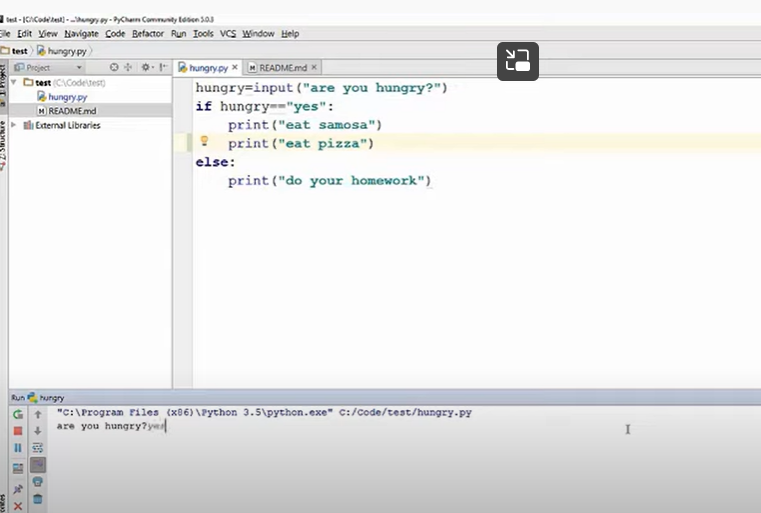 test - [C:\Code\test] - ...\hungry.py - PyCharm Community Edition 5.0.3
File Edit View Navigate Code Refactor Run Tools VCS Window Help
test hungry.py
1: Project
Project
hungry.py README.md
test (C:\Code\test)
hungry.py
README.md
External Libraries
Z: Structure
hungry=input("are you hungry?")
if hungry=="yes":
    print("eat samosa")
    print("eat pizza")
else:
    print("do your homework")
Run hungry
"C:\Program Files (x86)\Python 3.5\python.exe" C:/Code/test/hungry.py
are you hungry?yes